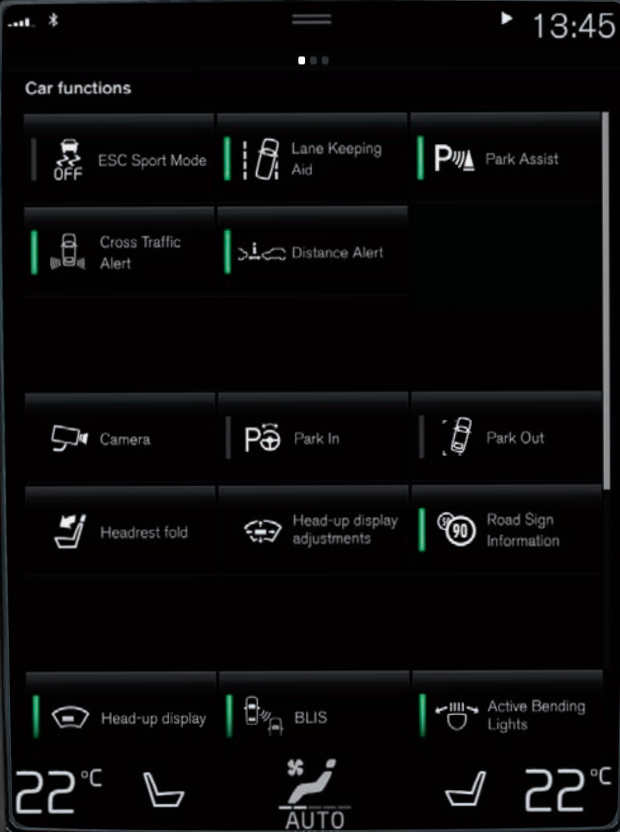 13:45
Car functions
OFF
ESC Sport Mode
Lane Keeping
Aid
P
Park Assist
Cross Traffic
Alert
Distance Alert
Camera
P
Park In
Park Out
Headrest fold
Head-up display
adjustments
50
90
Road Sign
Information
Head-up display
BLIS
Active Bending
Lights
22°C
AUTO
22°C